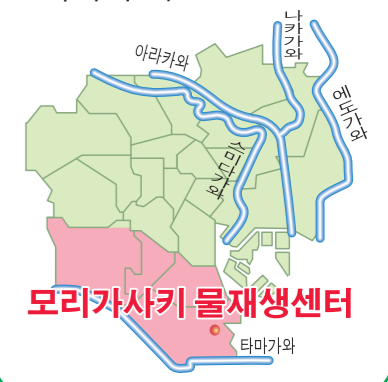 나카가와
아라카와
에도가와
스미다가와
모리가사키 물재생센터
타마가와